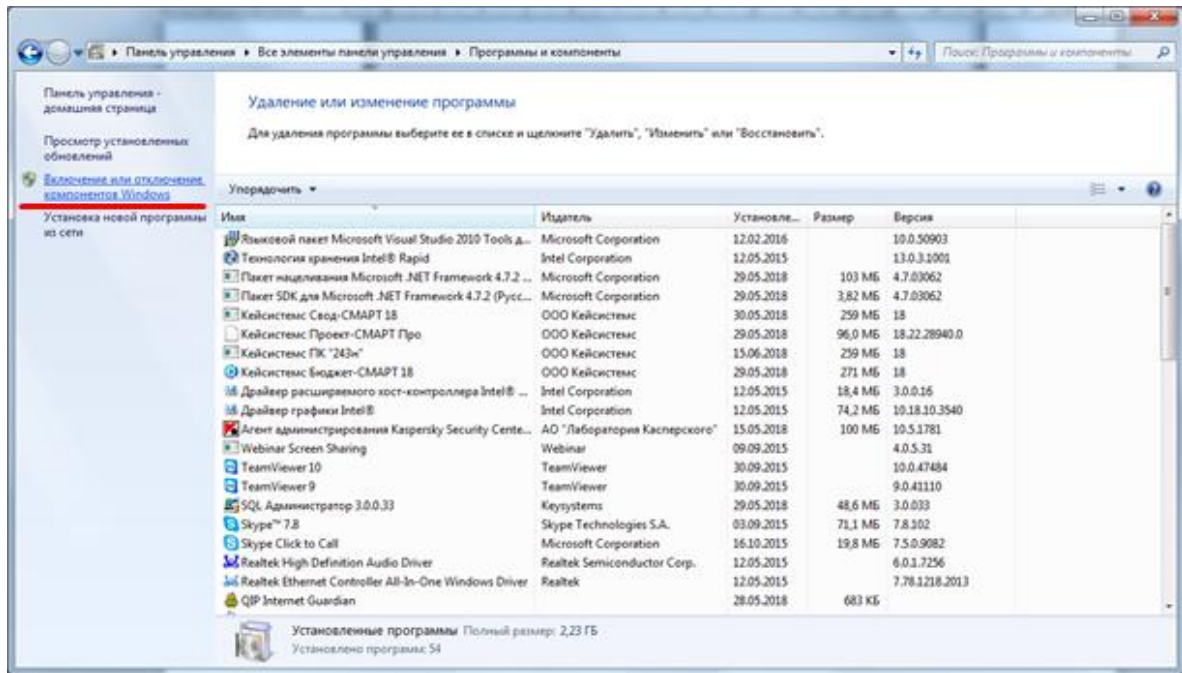 Панель управления ▸ Все элементы панели управления ▸ Программы и компоненты
Поиск: Программы и компоненты
Панель управления -
домашняя страница
Просмотр установленных
обновлений
Включение или отключение
компонентов Windows
Установка новой программы
из сети
Удаление или изменение программы
Для удаления программы выберите ее в списке и щелкните "Удалить", "Изменить" или "Восстановить".
Упорядочить
Имя Издатель Установле... Размер Версия
Языковой пакет Microsoft Visual Studio 2010 Tools д... Microsoft Corporation 12.02.2016 10.0.50903
Технология хранения Intel® Rapid Intel Corporation 12.05.2015 13.0.3.1001
Пакет нацеливания Microsoft .NET Framework 4.7.2 ... Microsoft Corporation 29.05.2018 103 МБ 4.7.03062
Пакет SDK для Microsoft .NET Framework 4.7.2 (Русс... Microsoft Corporation 29.05.2018 3,82 МБ 4.7.03062
Кейсистемс Свод-СМАРТ 18 ООО Кейсистемс 30.05.2018 259 МБ 18
Кейсистемс Проект-СМАРТ Про ООО Кейсистемс 29.05.2018 96,0 МБ 18.22.28940.0
Кейсистемс ПК "243н" ООО Кейсистемс 15.06.2018 259 МБ 18
Кейсистемс Бюджет-СМАРТ 18 ООО Кейсистемс 29.05.2018 271 МБ 18
Драйвер расширяемого хост-контроллера Intel® ... Intel Corporation 12.05.2015 18,4 МБ 3.0.0.16
Драйвер графики Intel® Intel Corporation 12.05.2015 74,2 МБ 10.18.10.3540
Агент администрирования Kaspersky Security Cente... АО "Лаборатория Касперского" 15.05.2018 100 МБ 10.5.1781
Webinar Screen Sharing Webinar 09.09.2015 4.0.5.31
TeamViewer 10 TeamViewer 30.09.2015 10.0.47484
TeamViewer 9 TeamViewer 30.09.2015 9.0.41110
SQL Администратор 3.0.0.33 Keysystems 29.05.2018 48,6 МБ 3.0.033
Skype™ 7.8 Skype Technologies S.A. 03.09.2015 71,1 МБ 7.8.102
Skype Click to Call Microsoft Corporation 16.10.2015 19,8 МБ 7.5.0.9082
Realtek High Definition Audio Driver Realtek Semiconductor Corp. 12.05.2015 6.0.1.7256
Realtek Ethernet Controller All-In-One Windows Driver Realtek 12.05.2015 7.78.1218.2013
QIP Internet Guardian 28.05.2018 683 КБ
Установленные программы Полный размер: 2,23 ГБ
Установлено программ: 54